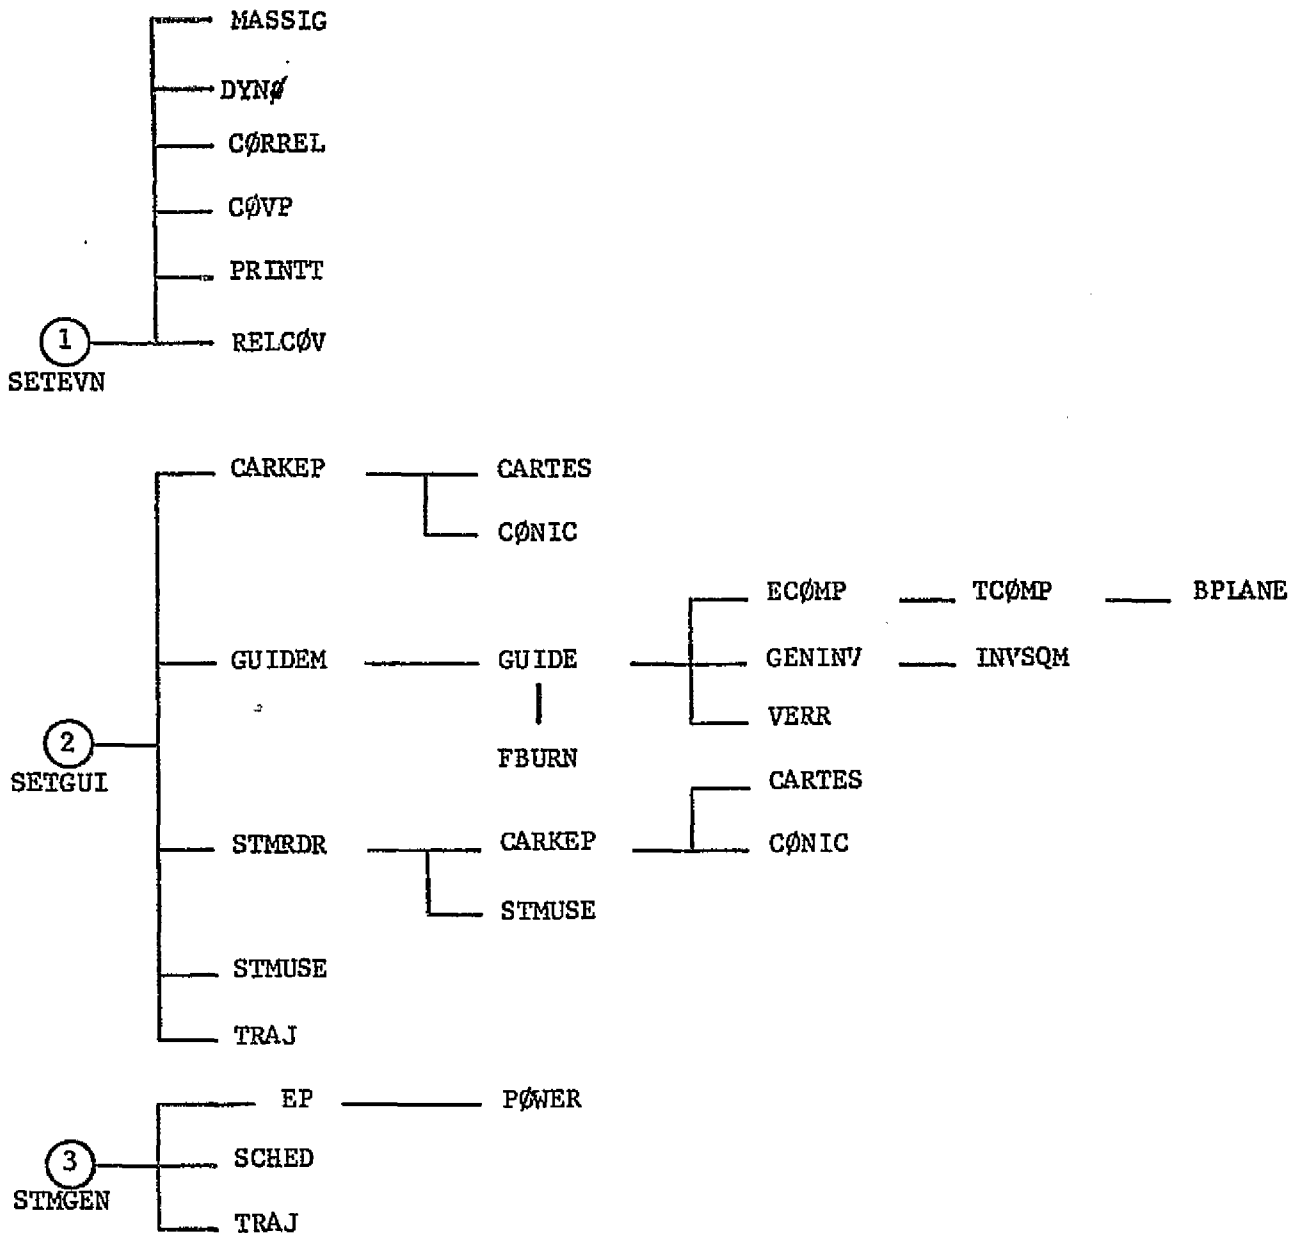 MASSIG
DYNØ
CØRREL
CØVP
PRINTT
1
RELCØV
SETEVN
CARKEP CARTES
CØNIC
ECØMP TCØMP BPLANE
GUIDEM GUIDE GENINV INVSQM
VERR
2
FBURN
SETGUI
CARTES
STMRDR CARKEP CØNIC
STMUSE
STMUSE
TRAJ
EP PØWER
3
SCHED
STMGEN
TRAJ